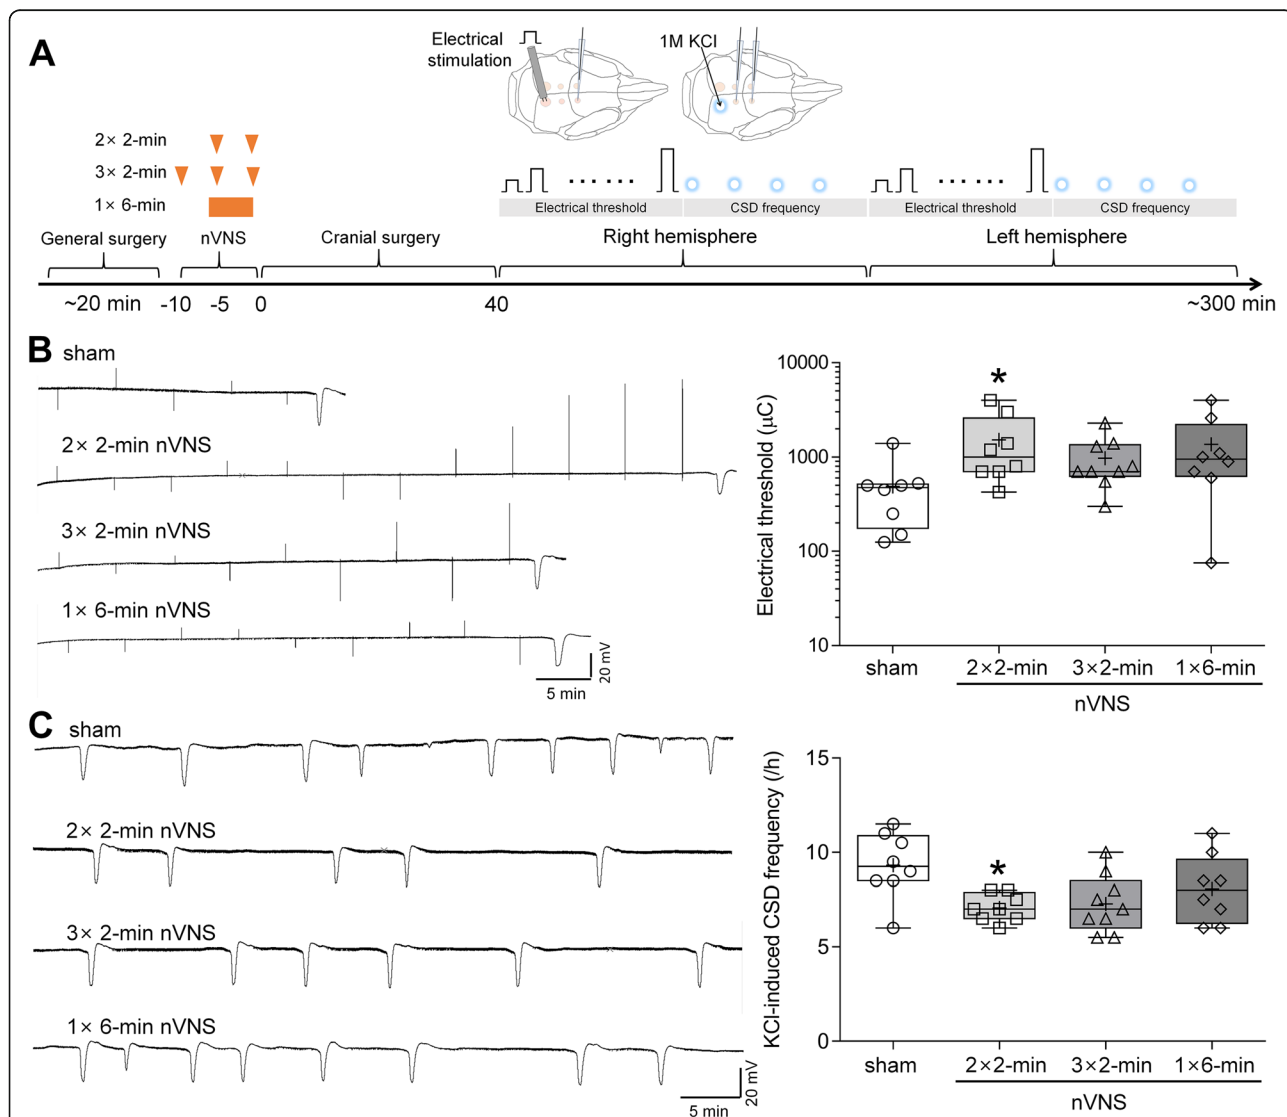 A
Electrical
stimulation
1M KCl
2× 2-min
3× 2-min
1× 6-min
Electrical threshold
CSD frequency
Electrical threshold
CSD frequency
General surgery
nVNS
Cranial surgery
Right hemisphere
Left hemisphere
~20 min
-10
-5
0
40
~300 min
B
sham
2× 2-min nVNS
3× 2-min nVNS
1× 6-min nVNS
20 mV
5 min
Electrical threshold (µC)
10000
1000
100
10
*
sham
2×2-min
3×2-min
1×6-min
nVNS
C
sham
2× 2-min nVNS
3× 2-min nVNS
1× 6-min nVNS
20 mV
5 min
KCl-induced CSD frequency (/h)
15
10
5
0
*
sham
2×2-min
3×2-min
1×6-min
nVNS